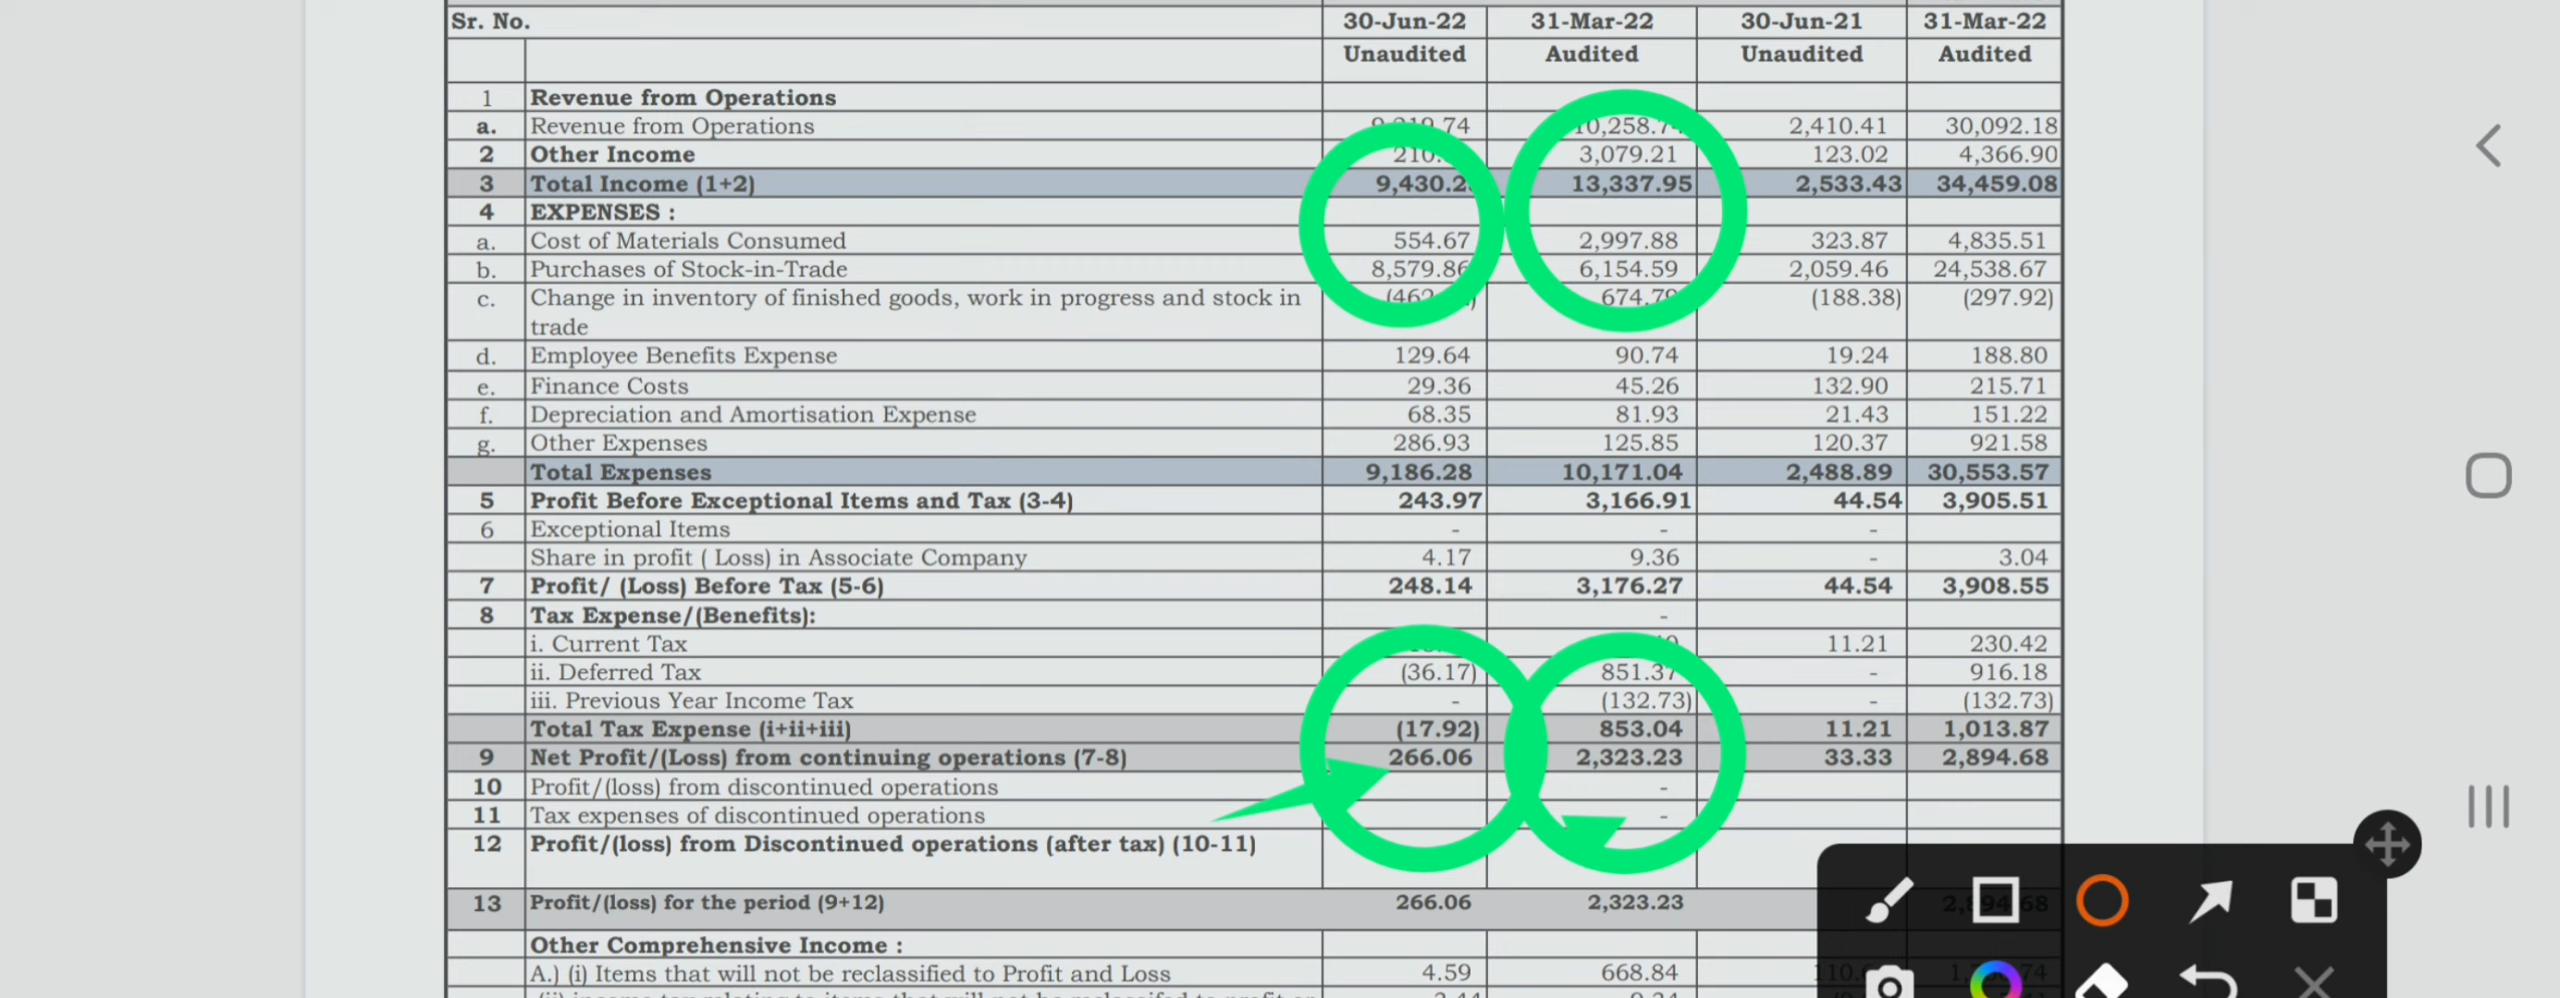 Sr. No. 30-Jun-22 31-Mar-22 30-Jun-21 31-Mar-22
Unaudited Audited Unaudited Audited
1 Revenue from Operations
a. Revenue from Operations 2,410.41 30,092.18
2 Other Income 3,079.21 123.02 4,366.90
3 Total Income (1+2) 13,337.95 2,533.43 34,459.08
4 EXPENSES :
a. Cost of Materials Consumed 554.67 2,997.88 323.87 4,835.51
b. Purchases of Stock-in-Trade 8,579.86 6,154.59 2,059.46 24,538.67
c. Change in inventory of finished goods, work in progress and stock in 674.79 (188.38) (297.92)
trade
d. Employee Benefits Expense 129.64 90.74 19.24 188.80
e. Finance Costs 29.36 45.26 132.90 215.71
f. Depreciation and Amortisation Expense 68.35 81.93 21.43 151.22
g. Other Expenses 286.93 125.85 120.37 921.58
Total Expenses 9,186.28 10,171.04 2,488.89 30,553.57
5 Profit Before Exceptional Items and Tax (3-4) 243.97 3,166.91 44.54 3,905.51
6 Exceptional Items - - -
Share in profit ( Loss) in Associate Company 4.17 9.36 - 3.04
7 Profit/ (Loss) Before Tax (5-6) 248.14 3,176.27 44.54 3,908.55
8 Tax Expense/(Benefits): -
i. Current Tax 11.21 230.42
ii. Deferred Tax (36.17) 851.37 - 916.18
iii. Previous Year Income Tax - (132.73) - (132.73)
Total Tax Expense (i+ii+iii) (17.92) 853.04 11.21 1,013.87
9 Net Profit/(Loss) from continuing operations (7-8) 266.06 2,323.23 33.33 2,894.68
10 Profit/(loss) from discontinued operations -
11 Tax expenses of discontinued operations -
12 Profit/(loss) from Discontinued operations (after tax) (10-11)
13 Profit/(loss) for the period (9+12) 266.06 2,323.23
Other Comprehensive Income :
A.) (i) Items that will not be reclassified to Profit and Loss 4.59 668.84